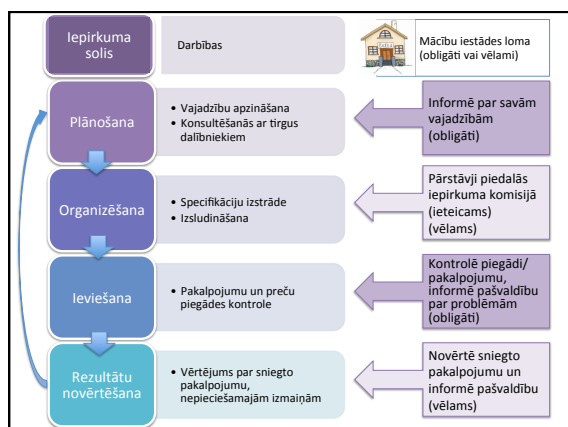 Iepirkuma
solis
Darbības
Mācību iestādes loma
(obligāti vai vēlami)
Plānošana
• Vajadzību apzināšana
• Konsultēšanās ar tirgus
dalībniekiem
Informē par savām
vajadzībām
(obligāti)
Organizēšana
• Specifikāciju izstrāde
• Izsludināšana
Pārstāvji piedalās
iepirkuma komisijā
(ieteicams)
(vēlams)
Ieviešana
• Pakalpojumu un preču
piegādes kontrole
Kontrolē piegādi/
pakalpojumu,
informē pašvaldību
par problēmām
(obligāti)
Rezultātu
novērtēšana
• Vērtējums par sniegto
pakalpojumu,
nepieciešamajām izmaiņām
Novērtē sniegto
pakalpojumu un
informē pašvaldību
(vēlams)